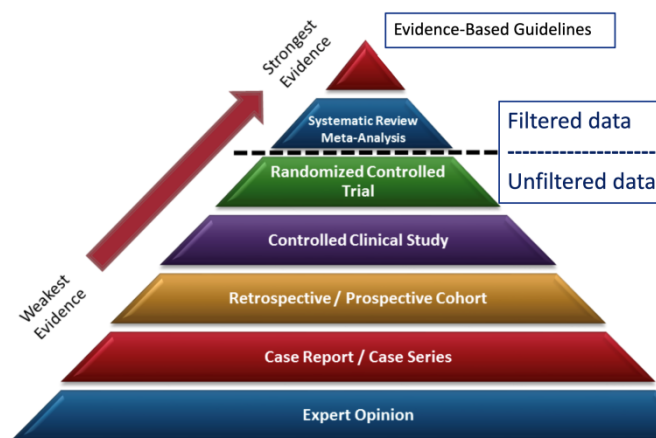 Evidence-Based Guidelines
Strongest
Evidence
Systematic Review
Meta-Analysis
Filtered data
--------------------
Unfiltered data
Randomized Controlled
Trial
Controlled Clinical Study
Weakest
Evidence
Retrospective / Prospective Cohort
Case Report / Case Series
Expert Opinion